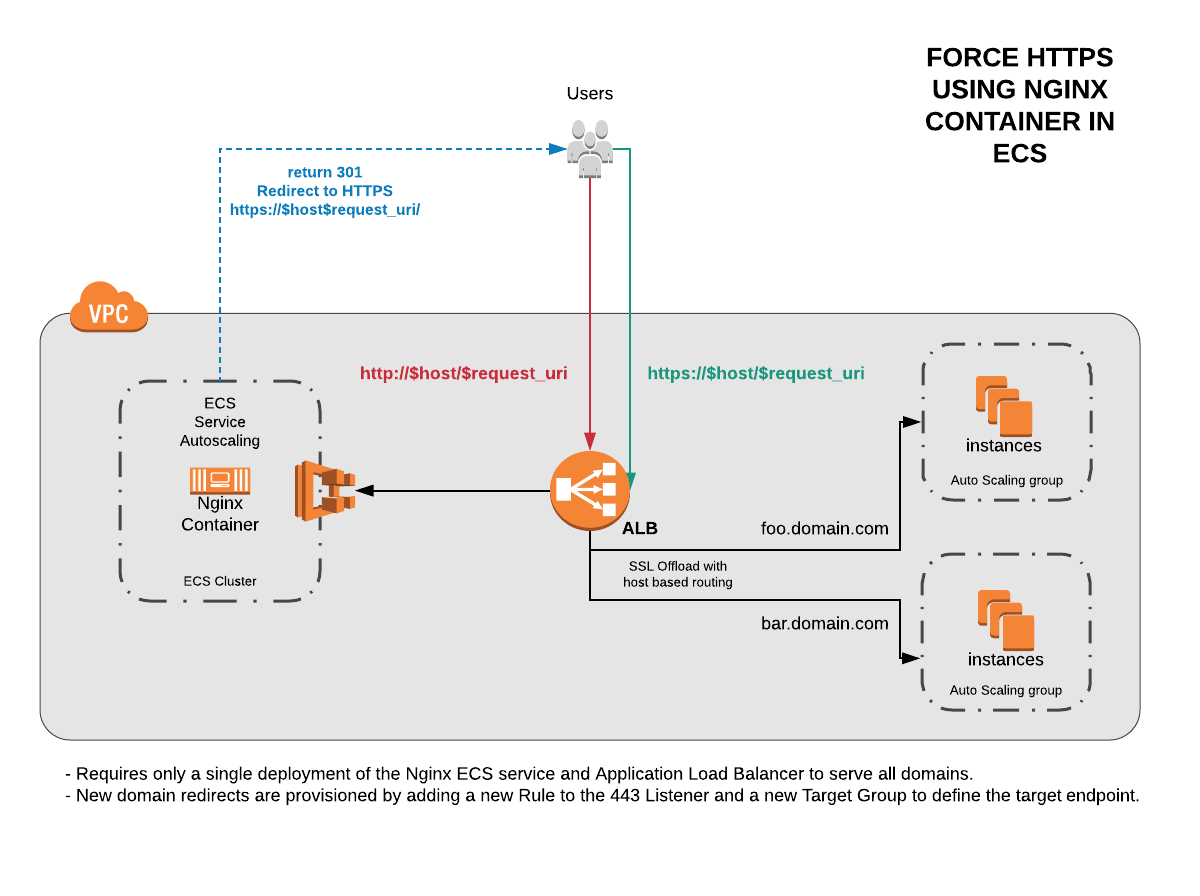 FORCE HTTPS
USING NGINX
CONTAINER IN
ECS
Users
return 301
Redirect to HTTPS
https://$host$request_uri/
VPC
http://$host/$request_uri
https://$host/$request_uri
ECS
Service
Autoscaling
Nginx
Container
ECS Cluster
ALB
SSL Offload with
host based routing
foo.domain.com
bar.domain.com
instances
Auto Scaling group
instances
Auto Scaling group
- Requires only a single deployment of the Nginx ECS service and Application Load Balancer to serve all domains.
- New domain redirects are provisioned by adding a new Rule to the 443 Listener and a new Target Group to define the target endpoint.